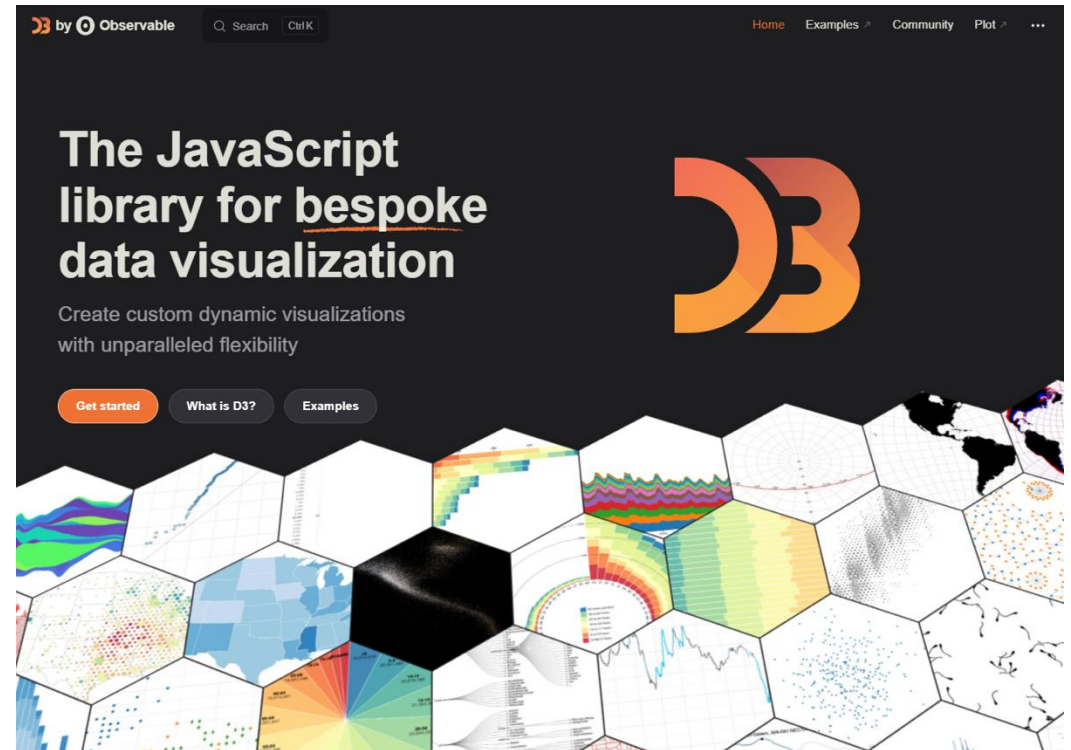 D3 by Observable
Search
Ctrl K
Home
Examples
Community
Plot
The JavaScript
library for bespoke
data visualization
Create custom dynamic visualizations
with unparalleled flexibility
Get started
What is D3?
Examples
D3